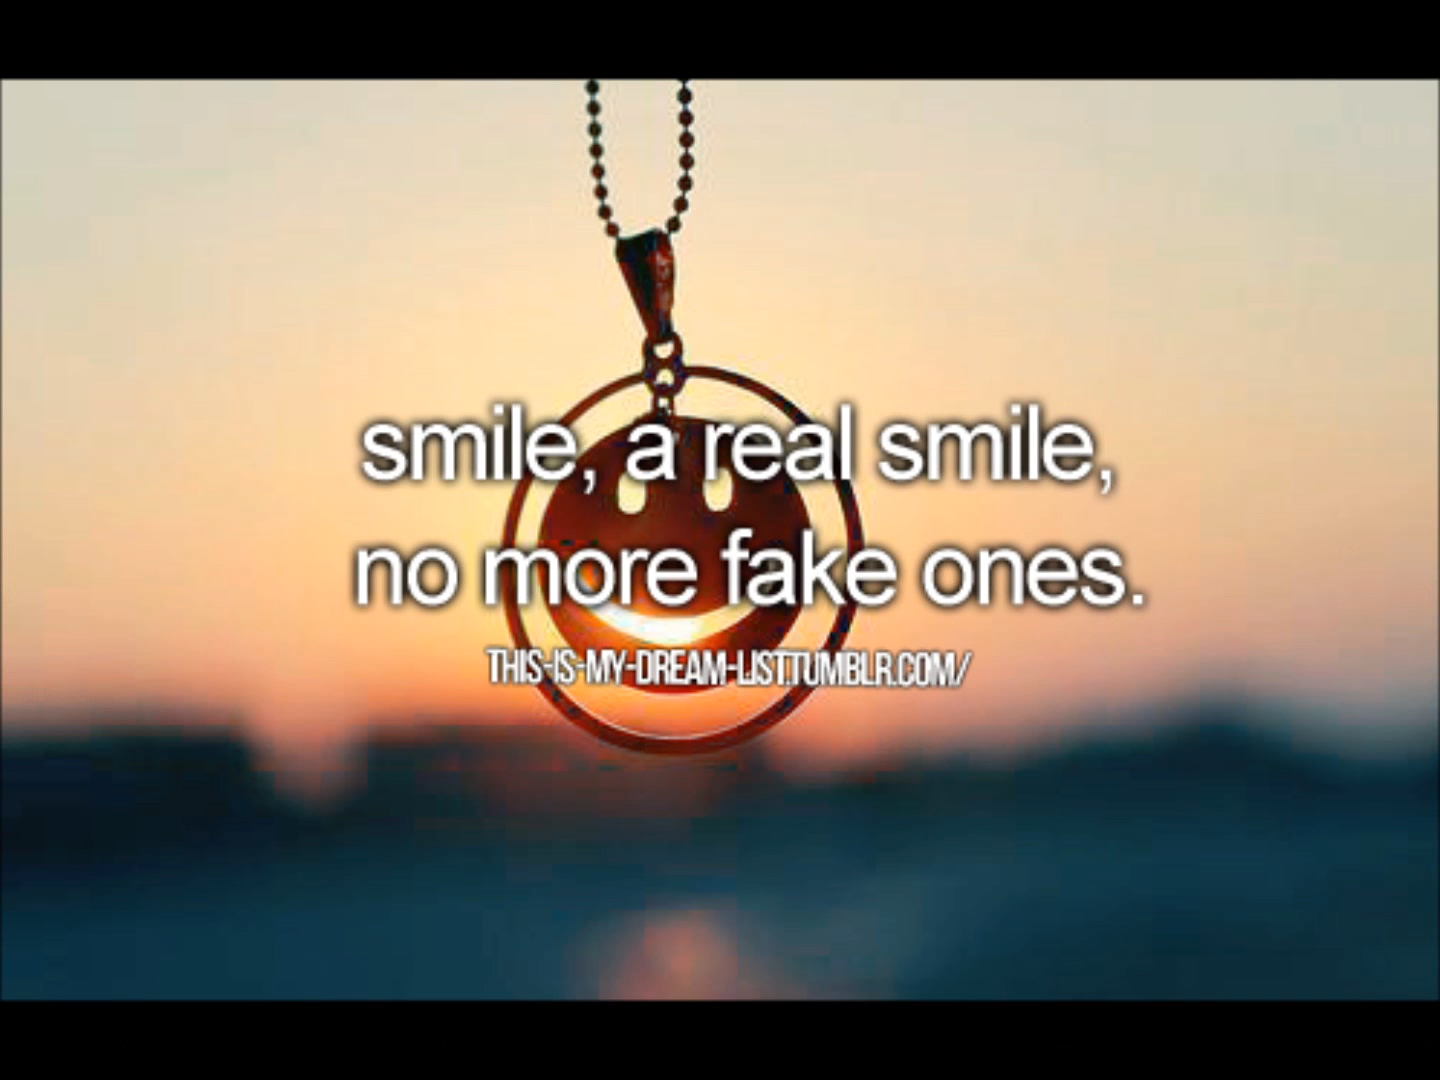 smile, a real smile,
no more fake ones.
THIS-IS-MY-DREAM-LIST.TUMBLR.COM/